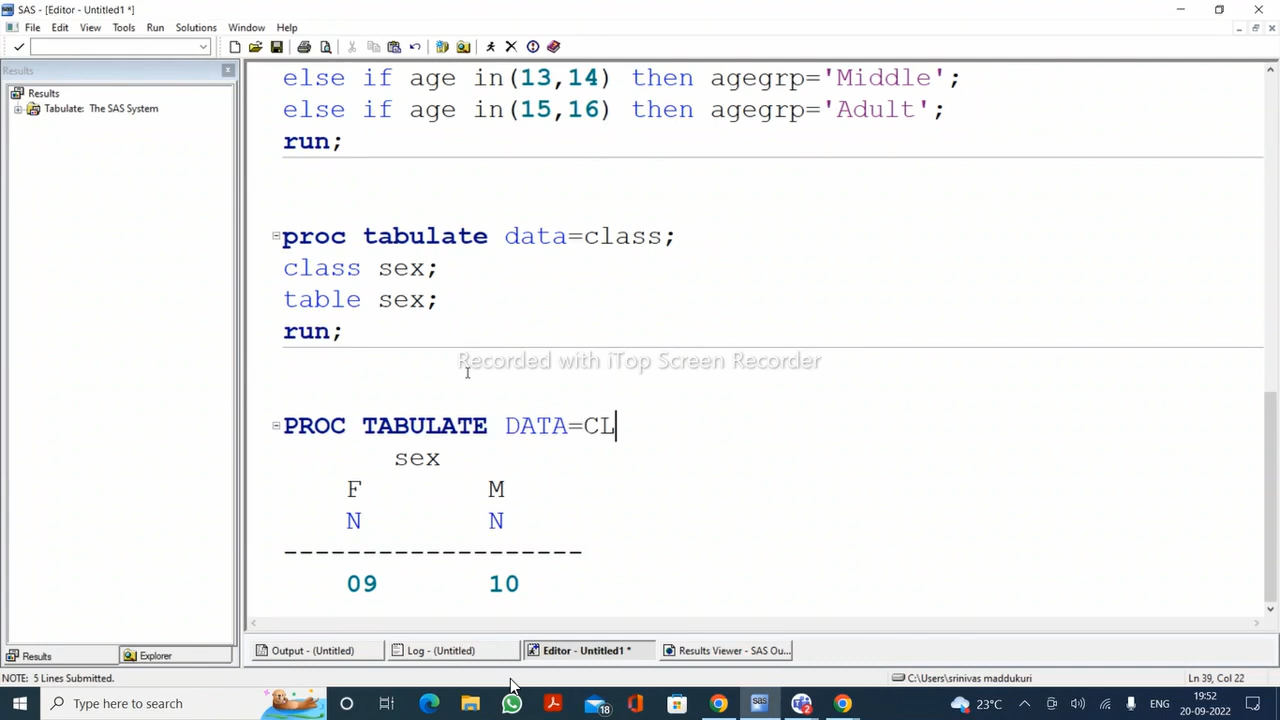 SAS - [Editor - Untitled1 *]
File Edit View Tools Run Solutions Window Help
Results
Results
Tabulate: The SAS System
else if age in(13,14) then agegrp='Middle';
else if age in(15,16) then agegrp='Adult';
run;
proc tabulate data=class;
class sex;
table sex;
run;
Recorded with iTop Screen Recorder
PROC TABULATE DATA=CL
sex
F M
N N
-------------------
09 10
Results Explorer
Output - (Untitled) Log - (Untitled) Editor - Untitled1 * Results Viewer - SAS Ou...
NOTE: 5 Lines Submitted. C:\Users\srinivas maddukuri Ln 39, Col 22
Type here to search 18 2 23°C ENG 19:52 20-09-2022